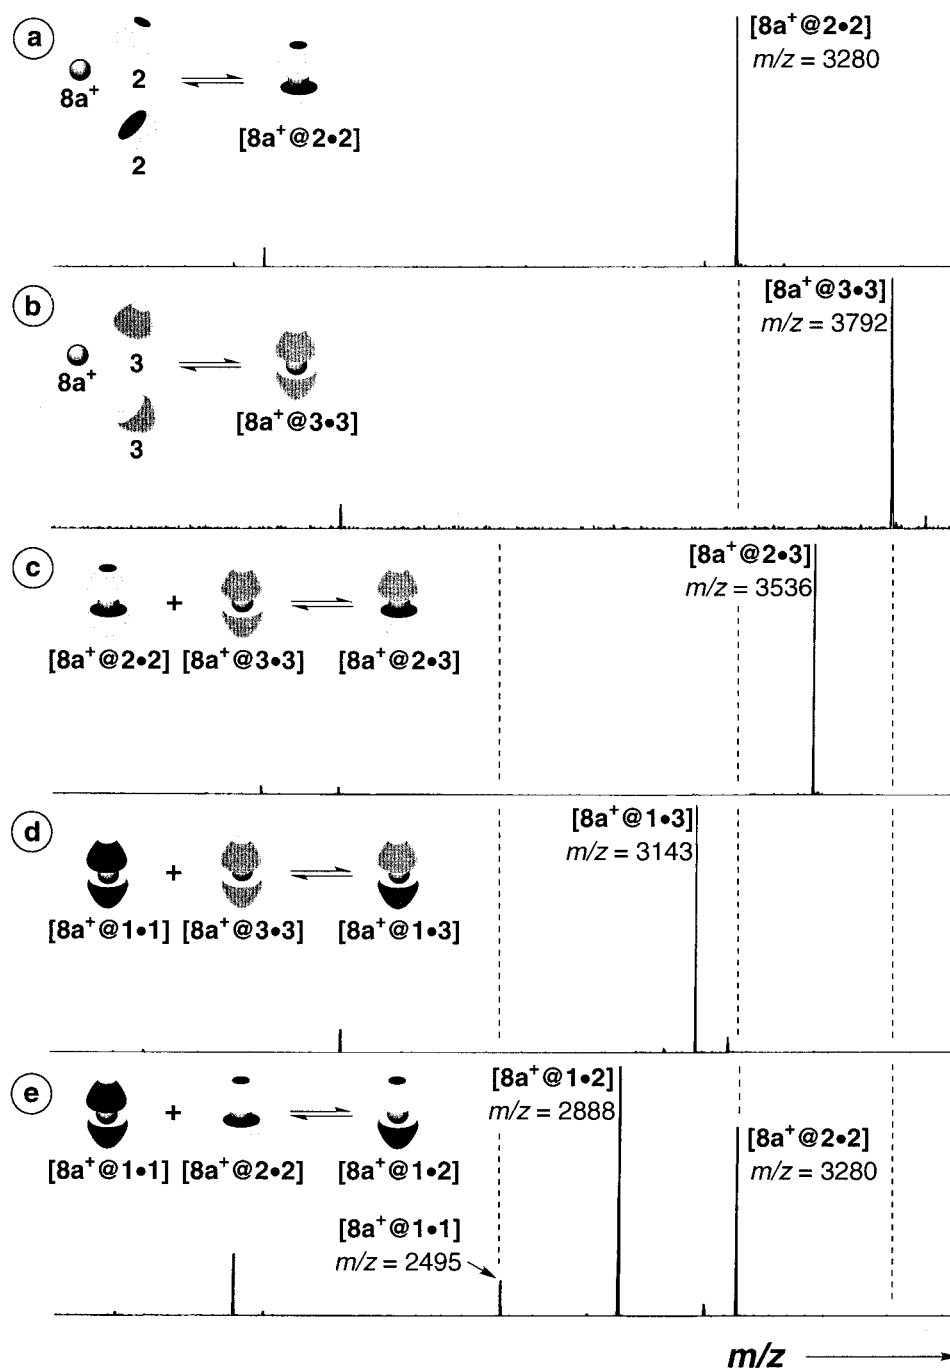 a
[8a⁺@2•2]
m/z = 3280
8a⁺
2
2
[8a⁺@2•2]
b
[8a⁺@3•3]
m/z = 3792
8a⁺
3
3
[8a⁺@3•3]
c
[8a⁺@2•3]
m/z = 3536
+
[8a⁺@2•2] [8a⁺@3•3] [8a⁺@2•3]
d
[8a⁺@1•3]
m/z = 3143
+
[8a⁺@1•1] [8a⁺@3•3] [8a⁺@1•3]
e
[8a⁺@1•2]
m/z = 2888
+
[8a⁺@1•1] [8a⁺@2•2] [8a⁺@1•2]
[8a⁺@2•2]
m/z = 3280
[8a⁺@1•1]
m/z = 2495
m/z